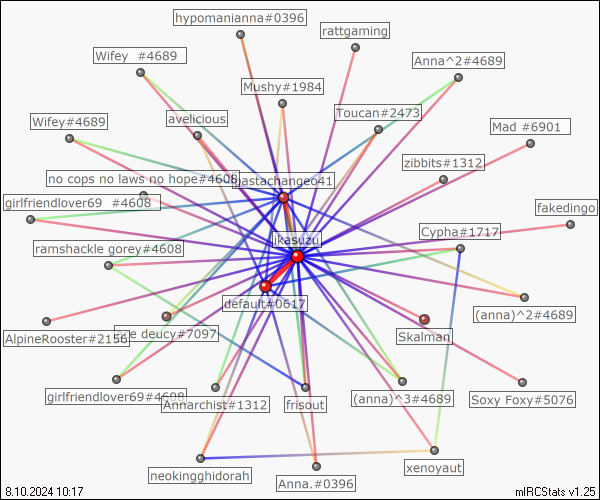 hypomanianna#0396
rattgaming
Wifey #4689
Anna^2#4689
Mushy#1984
Toucan#2473
avelicious
Wifey#4689
Mad #6901
zibbits#1312
no cops no laws no hope#4608
pastachange641
girlfriendlover69 #4608
fakedingo
Cypha#1717
ikasuzu
ramshackle gorey#4608
default#0617
(anna)^2#4689
AlpineRooster#2156
deucy#7097
Skalman
girlfriendlover69#4608
Annarchist#1312
frisout
(anna)^3#4689
Soxy Foxy#5076
neokingghidorah
Anna.#0396
xenoyaut
8.10.2024 10:17
mIRCStats v1.25